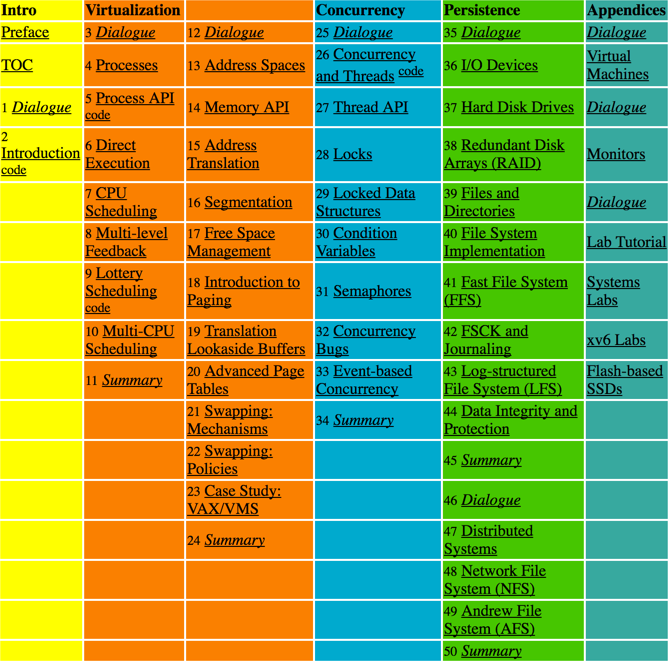 Intro Virtualization Concurrency Persistence Appendices
Preface 3 Dialogue 12 Dialogue 25 Dialogue 35 Dialogue Dialogue
TOC 4 Processes 13 Address Spaces 26 Concurrency and Threads code 36 I/O Devices Virtual Machines
1 Dialogue 5 Process API code 14 Memory API 27 Thread API 37 Hard Disk Drives Dialogue
2 Introduction code 6 Direct Execution 15 Address Translation 28 Locks 38 Redundant Disk Arrays (RAID) Monitors
7 CPU Scheduling 16 Segmentation 29 Locked Data Structures 39 Files and Directories Dialogue
8 Multi-level Feedback 17 Free Space Management 30 Condition Variables 40 File System Implementation Lab Tutorial
9 Lottery Scheduling code 18 Introduction to Paging 31 Semaphores 41 Fast File System (FFS) Systems Labs
10 Multi-CPU Scheduling 19 Translation Lookaside Buffers 32 Concurrency Bugs 42 FSCK and Journaling xv6 Labs
11 Summary 20 Advanced Page Tables 33 Event-based Concurrency 43 Log-structured File System (LFS) Flash-based SSDs
21 Swapping: Mechanisms 34 Summary 44 Data Integrity and Protection
22 Swapping: Policies 45 Summary
23 Case Study: VAX/VMS 46 Dialogue
24 Summary 47 Distributed Systems
48 Network File System (NFS)
49 Andrew File System (AFS)
50 Summary